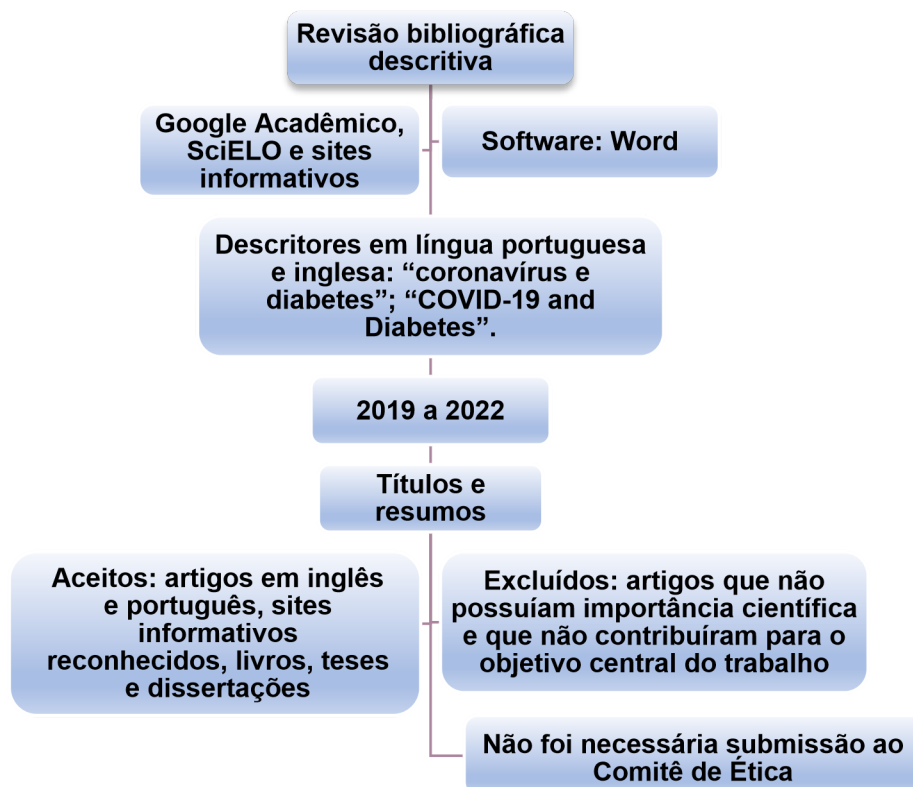 Revisão bibliográfica
descritiva
Google Acadêmico,
SciELO e sites
informativos
Software: Word
Descritores em língua portuguesa
e inglesa: “coronavírus e
diabetes”; “COVID-19 and
Diabetes”.
2019 a 2022
Títulos e
resumos
Aceitos: artigos em inglês
e português, sites
informativos
reconhecidos, livros, teses
e dissertações
Excluídos: artigos que não
possuíam importância científica
e que não contribuíram para o
objetivo central do trabalho
Não foi necessária submissão ao
Comitê de Ética